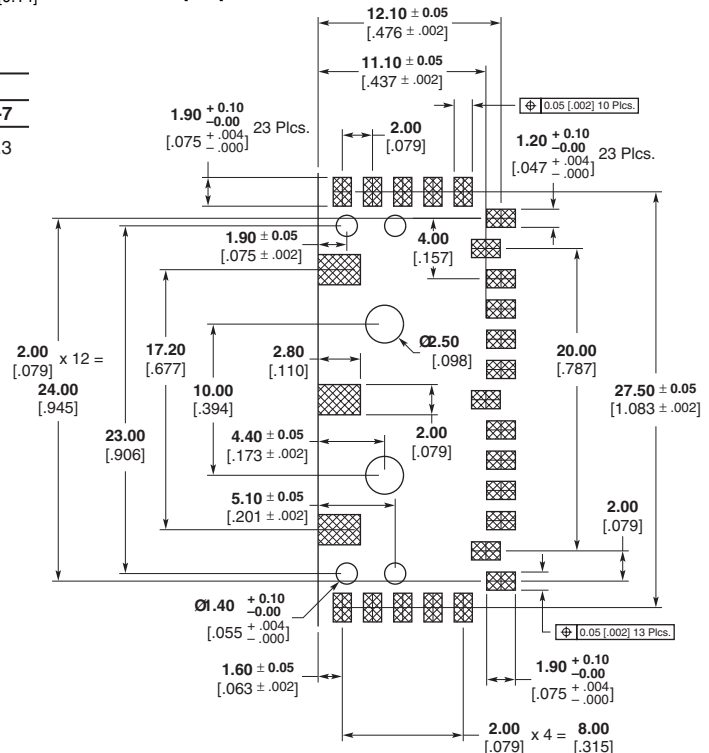 12.10 ± 0.05
[.476 ± .002]
11.10 ± 0.05
[.437 ± .002]
-7
3
1.90 + 0.10 −0.00
[.075 + .004 − .000] 23 Plcs.
2.00
[.079]
⌖ 0.05 [.002] 10 Plcs.
1.20 + 0.10 −0.00
[.047 + .004 − .000] 23 Plcs.
1.90 ± 0.05
[.075 ± .002]
4.00
[.157]
2.00 [.079] x 12 = 24.00 [.945]
17.20
[.677]
2.80
[.110]
Ø2.50
[.098]
20.00
[.787]
10.00
[.394]
27.50 ± 0.05
[1.083 ± .002]
23.00
[.906]
4.40 ± 0.05
[.173 ± .002]
2.00
[.079]
5.10 ± 0.05
[.201 ± .002]
2.00
[.079]
Ø1.40 + 0.10 −0.00
[.055 + .004 − .000]
⌖ 0.05 [.002] 13 Plcs.
1.60 ± 0.05
[.063 ± .002]
1.90 + 0.10 −0.00
[.075 + .004 − .000]
2.00 [.079] x 4 = 8.00 [.315]